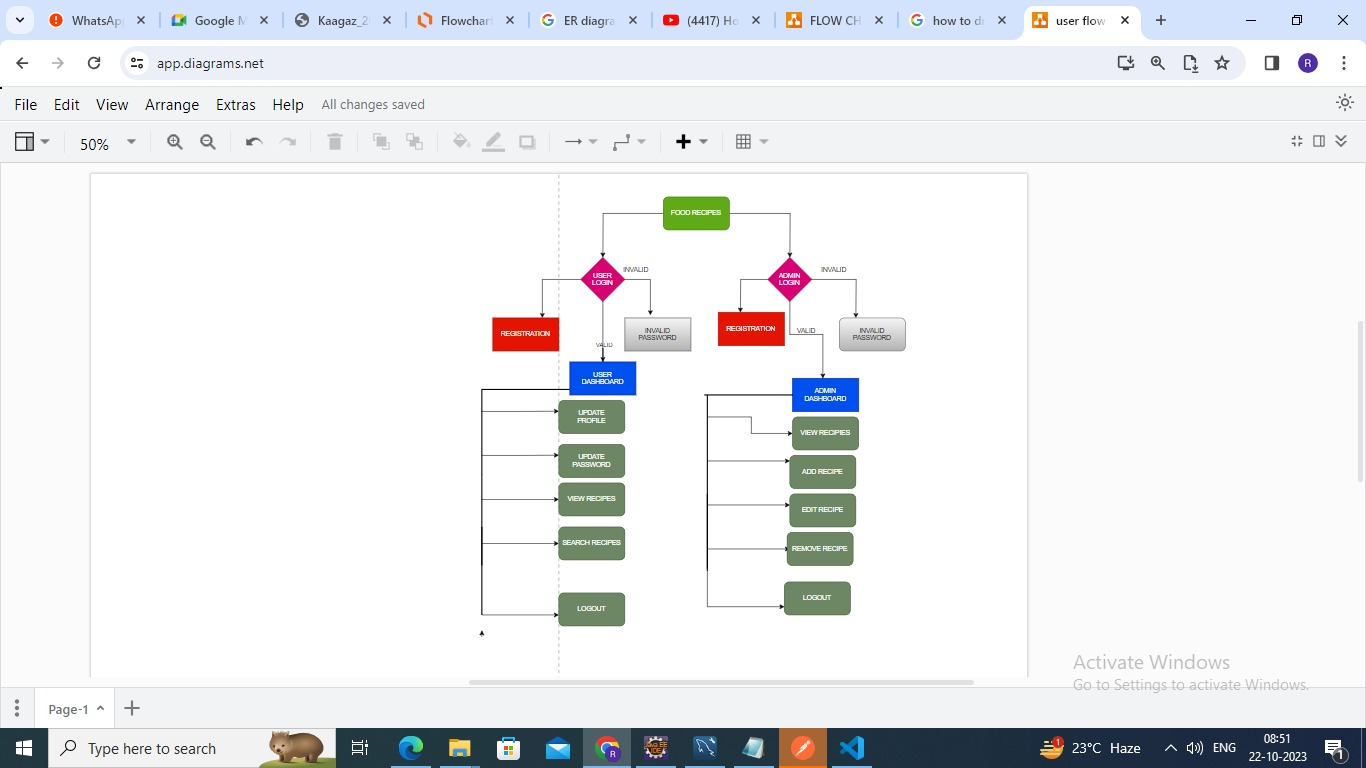 WhatsAp
Google M
Kaagaz_2
Flowchart
ER diagra
(4417) Ho
FLOW CH
how to dr
user flow
app.diagrams.net
R
File Edit View Arrange Extras Help All changes saved
50%
FOOD RECIPES
USER
LOGIN
INVALID
ADMIN
LOGIN
INVALID
REGISTRATION
INVALID
PASSWORD
VALID
REGISTRATION
VALID
INVALID
PASSWORD
USER
DASHBOARD
UPDATE
PROFILE
UPDATE
PASSWORD
VIEW RECIPES
SEARCH RECIPES
LOGOUT
ADMIN
DASHBOARD
VIEW RECIPIES
ADD RECIPE
EDIT RECIPE
REMOVE RECIPE
LOGOUT
Activate Windows
Go to Settings to activate Windows.
Page-1
Type here to search
23°C Haze
ENG
08:51
22-10-2023